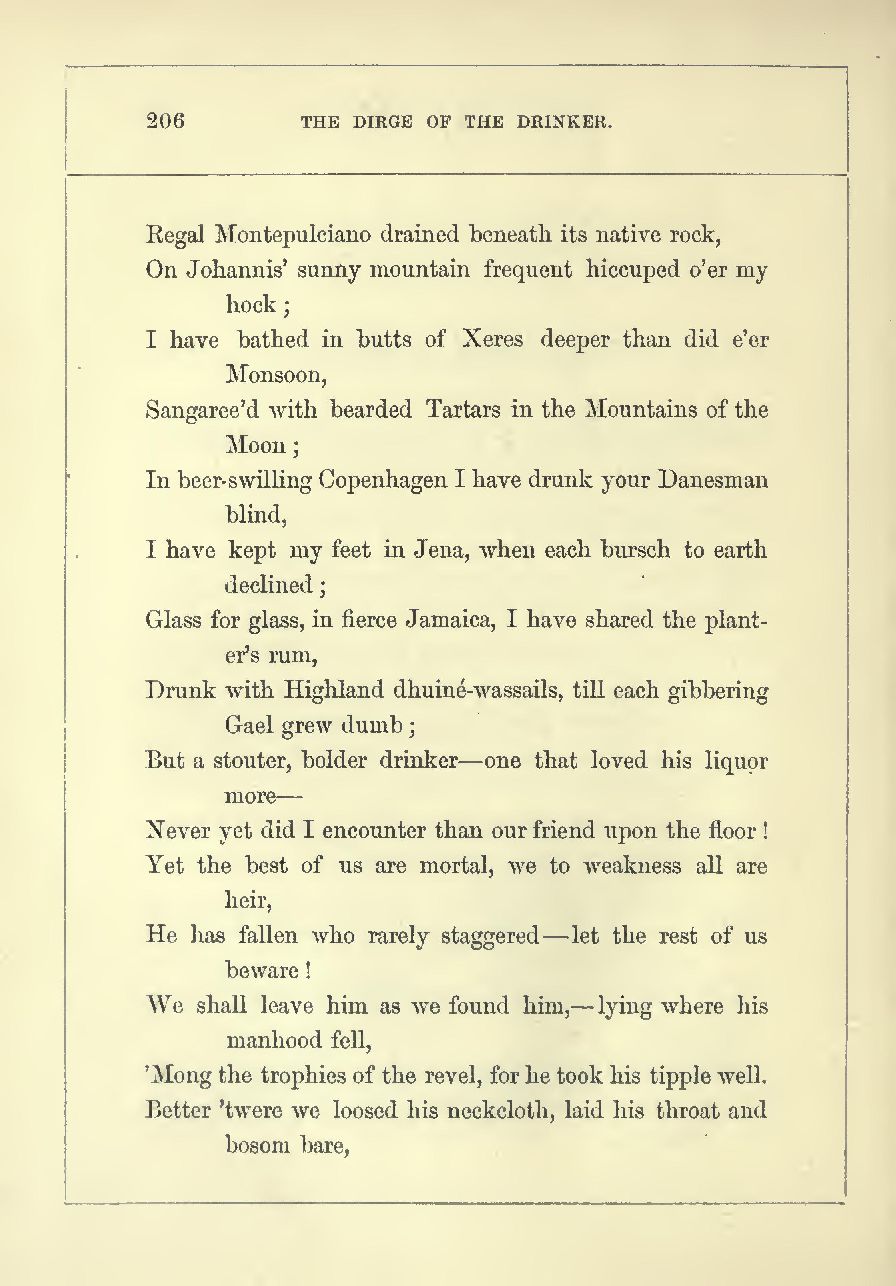 206 THE DIRGE OF THE DRINKER.
Regal Montepulciano drained beneath its native rock,
On Johannis’ sunny mountain frequent hiccuped o’er my
hock ;
I have bathed in butts of Xeres deeper than did e’er
Monsoon,
Sangaree’d with bearded Tartars in the Mountains of the
Moon ;
In beer-swilling Copenhagen I have drunk your Danesman
blind,
I have kept my feet in Jena, when each bursch to earth
declined ;
Glass for glass, in fierce Jamaica, I have shared the plant-
er’s rum,
Drunk with Highland dhuiné-wassails, till each gibbering
Gael grew dumb ;
But a stouter, bolder drinker—one that loved his liquor
more—
Never yet did I encounter than our friend upon the floor !
Yet the best of us are mortal, we to weakness all are
heir,
He has fallen who rarely staggered—let the rest of us
beware !
We shall leave him as we found him,—lying where his
manhood fell,
’Mong the trophies of the revel, for he took his tipple well.
Better ’twere we loosed his neckcloth, laid his throat and
bosom bare,